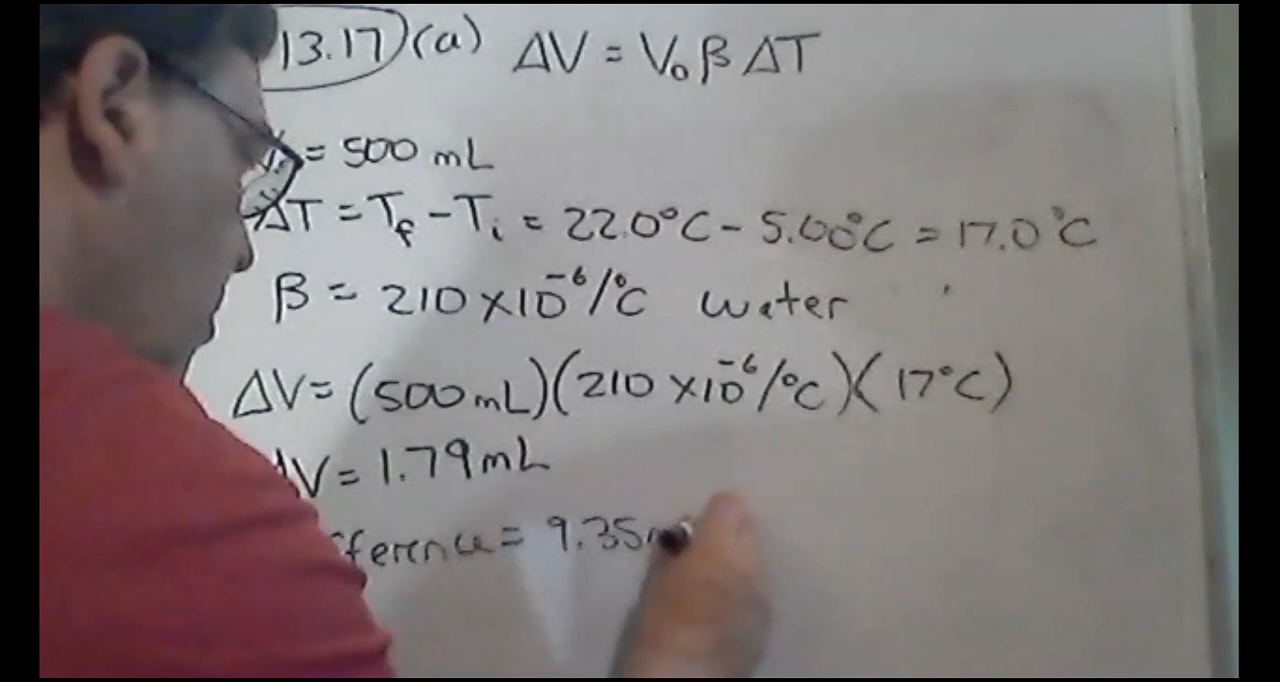 13.17) (a) ΔV = V₀ β ΔT
= 500 mL
ΔT = T_f - T_i = 22.0°C - 5.00°C = 17.0°C
β = 210 × 10⁻⁶/°C water
ΔV = (500 mL)(210 × 10⁻⁶/°C)(17°C)
ΔV = 1.79 mL
= 9.35